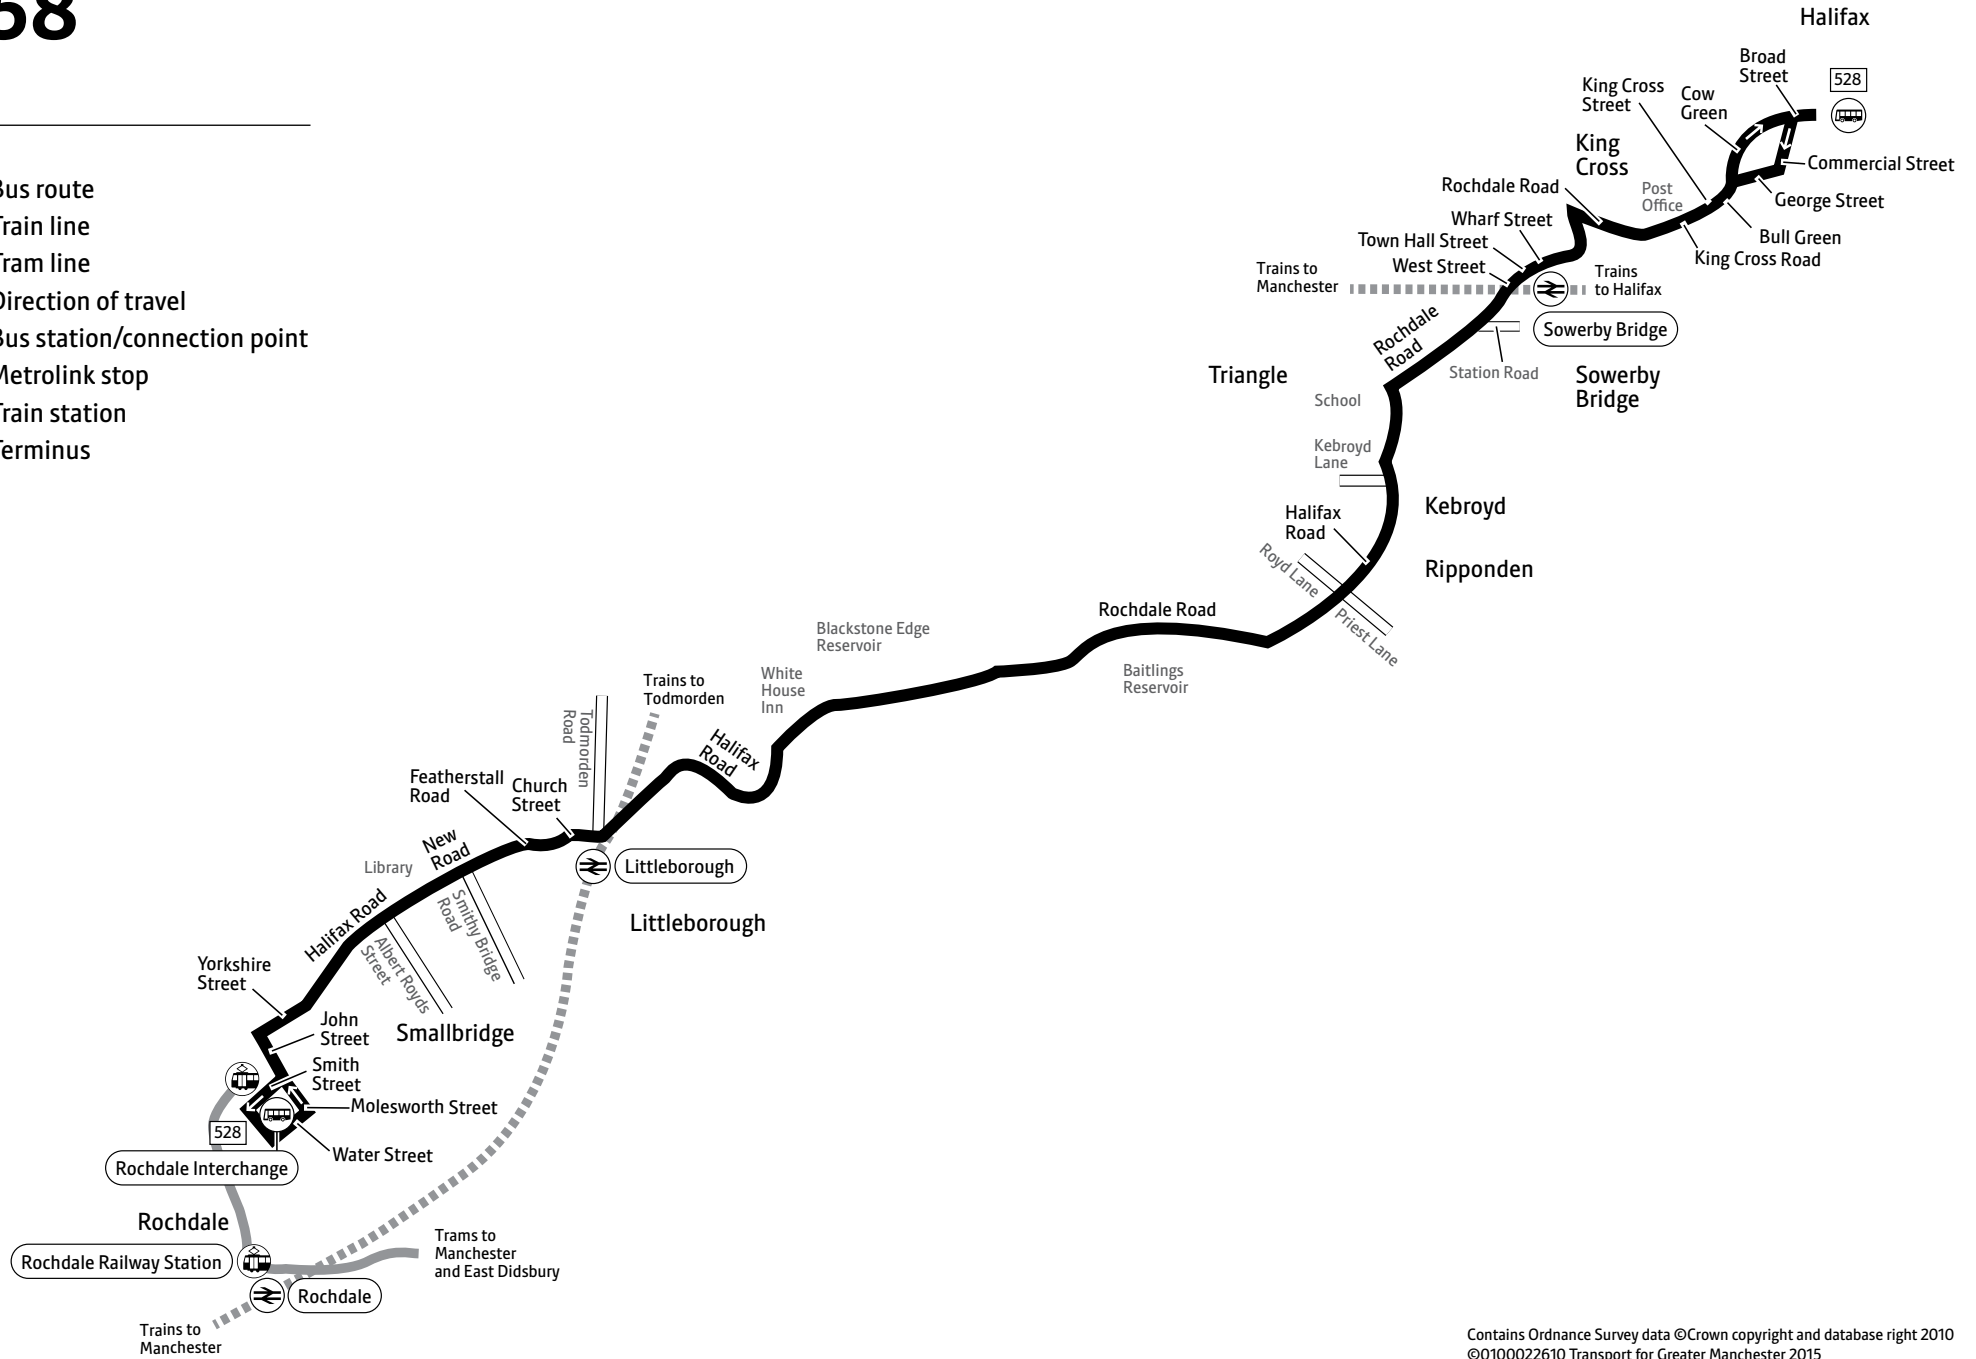 Halifax
Broad
Street
528
King Cross
Street
Cow
Green
King
Cross
Commercial Street
Rochdale Road
Post
Office
George Street
Wharf Street
Bull Green
Town Hall Street
King Cross Road
West Street
Trains to
Manchester
Trains
to Halifax
Sowerby Bridge
Rochdale
Road
Station Road
Triangle
Sowerby
Bridge
School
Kebroyd
Lane
Kebroyd
Halifax
Road
Royd Lane
Ripponden
Priest Lane
Rochdale Road
Blackstone Edge
Reservoir
Baitlings
Reservoir
White
House
Inn
Trains to
Todmorden
Todmorden
Road
Halifax
Road
Featherstall
Road
Church
Street
New
Road
Library
Littleborough
Littleborough
Smithy Bridge
Road
Halifax Road
Albert Royds
Street
Yorkshire
Street
John
Street
Smallbridge
Smith
Street
Molesworth Street
528
Water Street
Rochdale Interchange
Rochdale
Trams to
Manchester
and East Didsbury
Rochdale Railway Station
Rochdale
Trains to
Manchester
Bus route
Train line
Tram line
Direction of travel
Bus station/connection point
Metrolink stop
Train station
Terminus
Contains Ordnance Survey data ©Crown copyright and database right 2010
©0100022610 Transport for Greater Manchester 2015